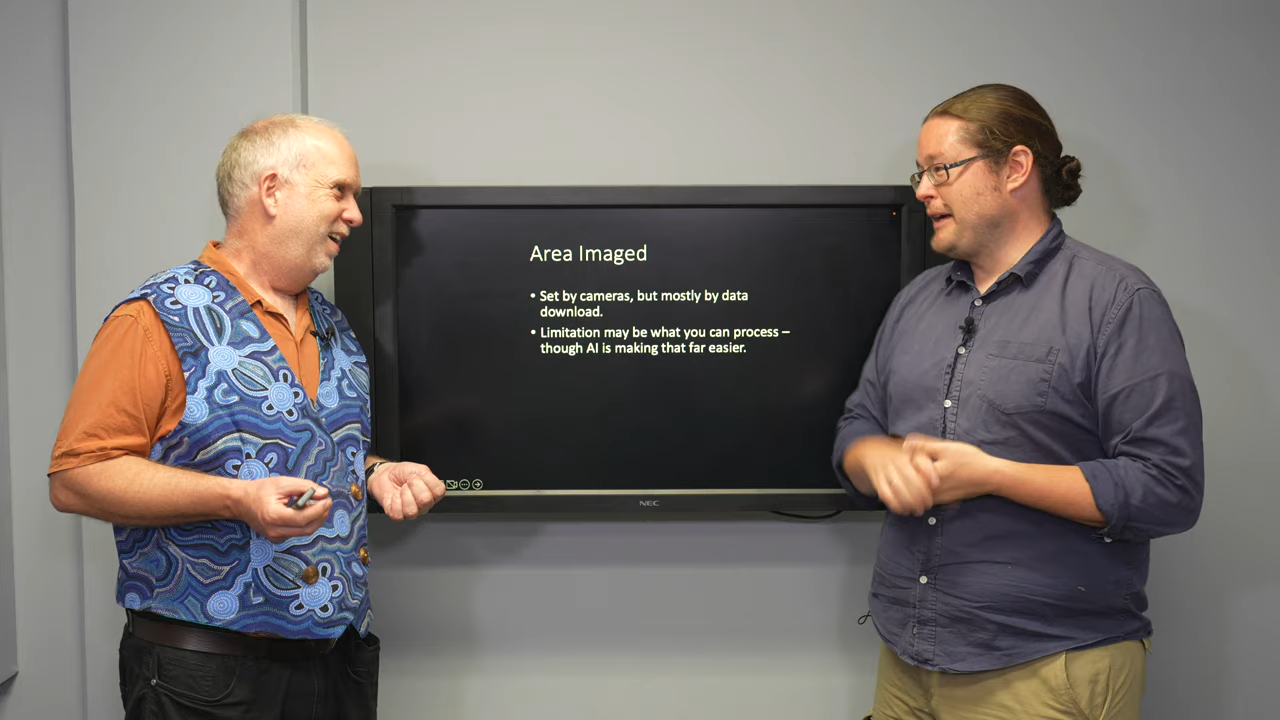 Area Imaged
• Set by cameras, but mostly by data
download.
• Limitation may be what you can process –
though AI is making that far easier.
NEC